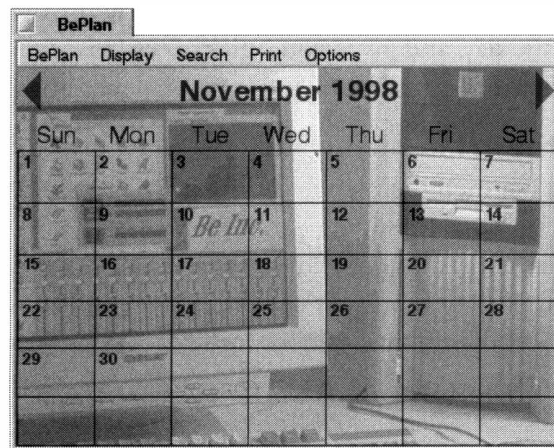 BePlan
BePlan Display Search Print Options
November 1998
Sun Mon Tue Wed Thu Fri Sat
1 2 3 4 5 6 7
8 9 10 11 12 13 14
Be Inc.
15 16 17 18 19 20 21
22 23 24 25 26 27 28
29 30